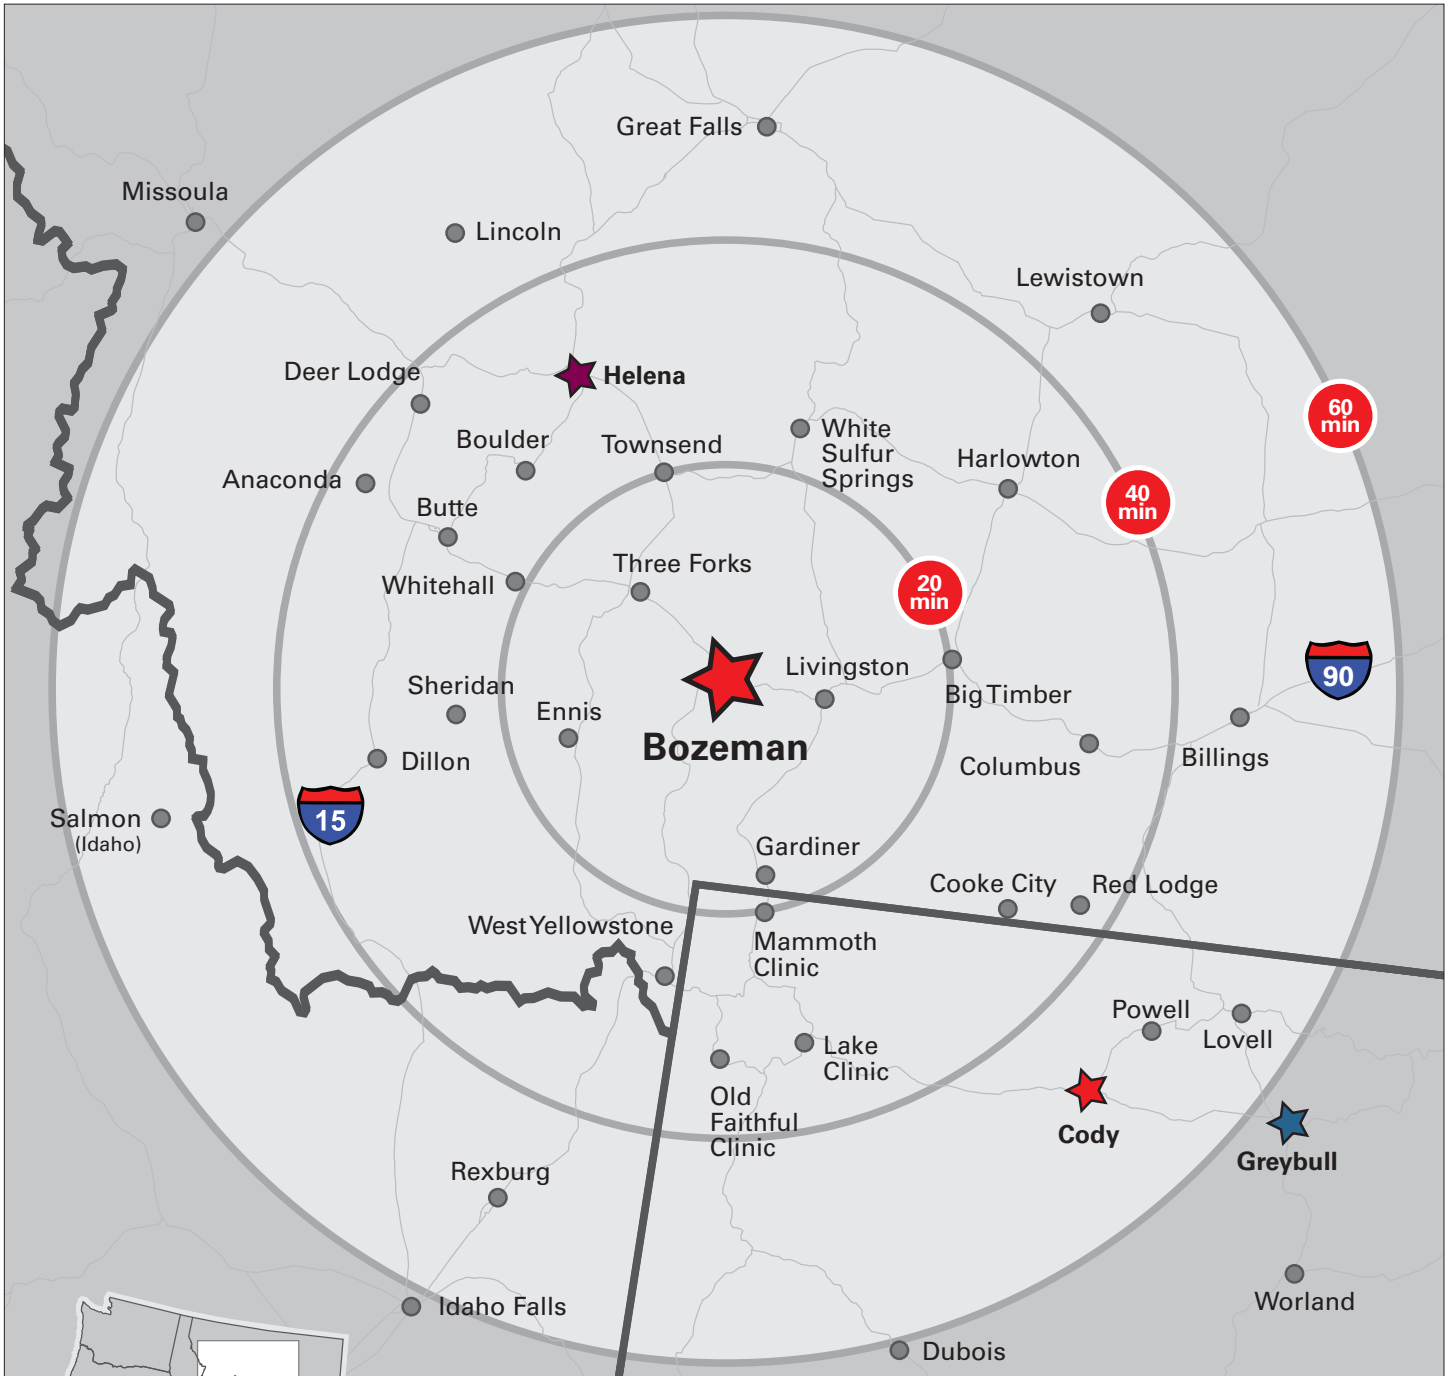 Great Falls
Missoula
Lincoln
Lewistown
Deer Lodge
Helena
60
min
White
Sulfur
Springs
Boulder
Townsend
Harlowton
Anaconda
40
min
Butte
Three Forks
Whitehall
20
min
Livingston
90
Sheridan
Big Timber
Ennis
Bozeman
Dillon
Columbus
Billings
15
Salmon
(Idaho)
Gardiner
Cooke City
Red Lodge
West Yellowstone
Mammoth
Clinic
Powell
Lovell
Lake
Clinic
Old
Faithful
Clinic
Cody
Greybull
Rexburg
Idaho Falls
Worland
Dubois